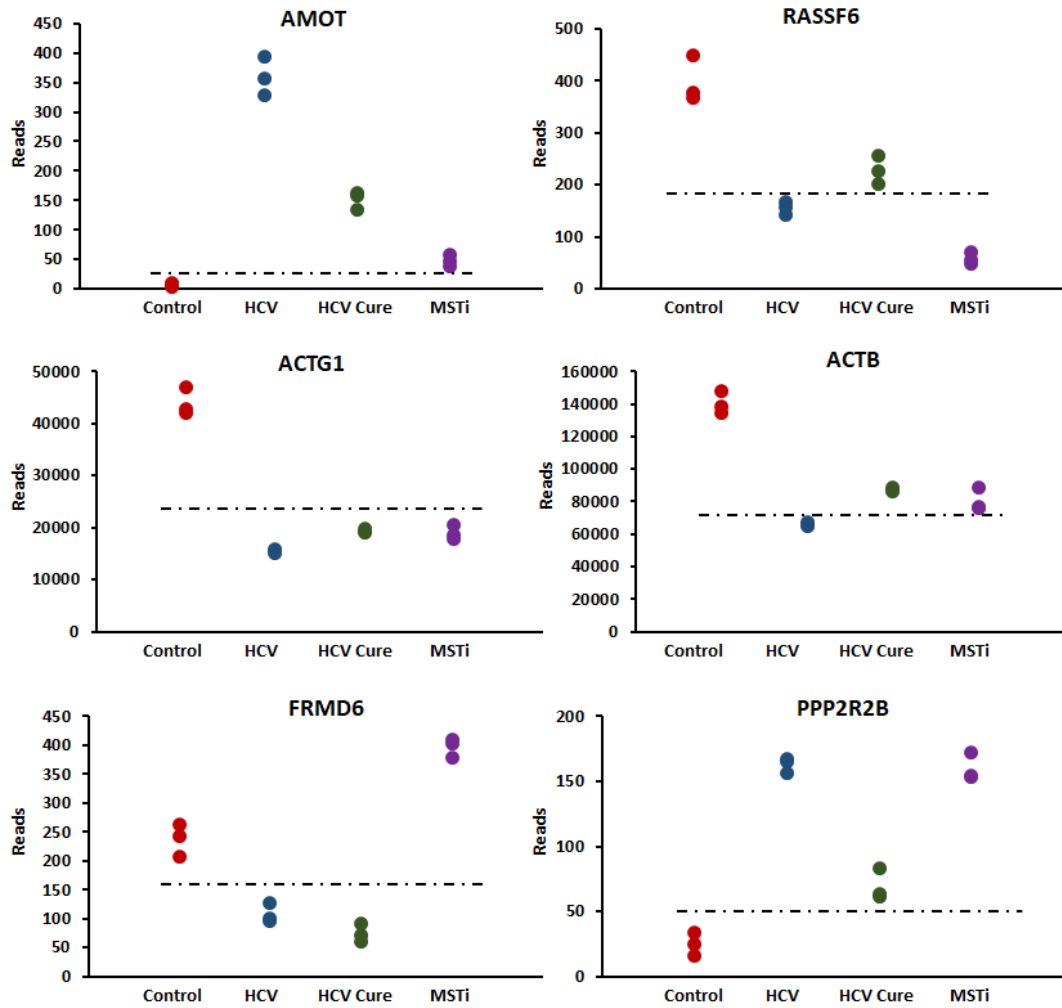 AMOT
Reads
450
400
350
300
250
200
150
100
50
0
Control HCV HCV Cure MSTi
RASSF6
Reads
500
400
300
200
100
0
Control HCV HCV Cure MSTi
ACTG1
Reads
50000
40000
30000
20000
10000
0
Control HCV HCV Cure MSTi
ACTB
Reads
160000
140000
120000
100000
80000
60000
40000
20000
0
Control HCV HCV Cure MSTi
FRMD6
Reads
450
400
350
300
250
200
150
100
50
0
Control HCV HCV Cure MSTi
PPP2R2B
Reads
200
150
100
50
0
Control HCV HCV Cure MSTi